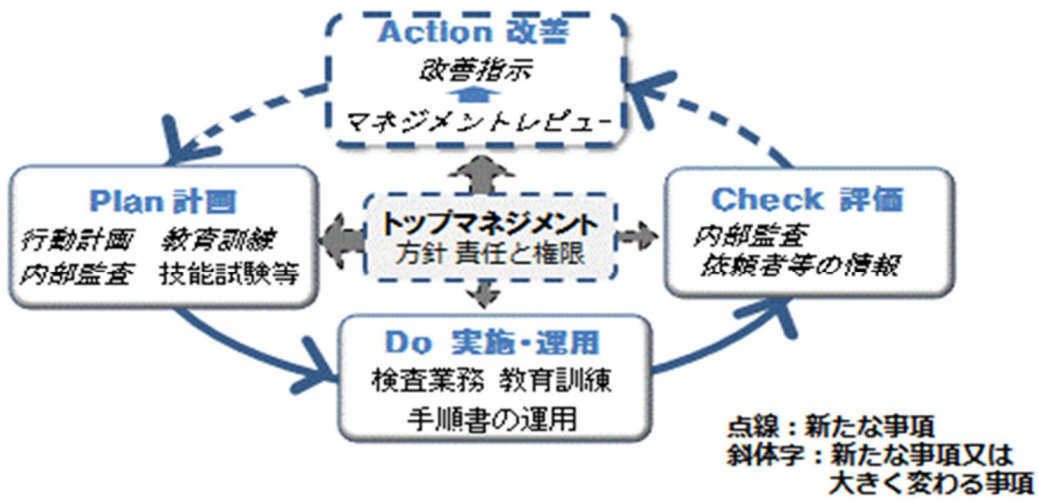 Action 改善
改善指示
マネジメントレビュー
Plan 計画
行動計画 教育訓練
内部監査 技能試験等
トップマネジメント
方針 責任と権限
Check 評価
内部監査
依頼者等の情報
Do 実施・運用
検査業務 教育訓練
手順書の運用
点線：新たな事項
斜体字：新たな事項又は
大きく変わる事項